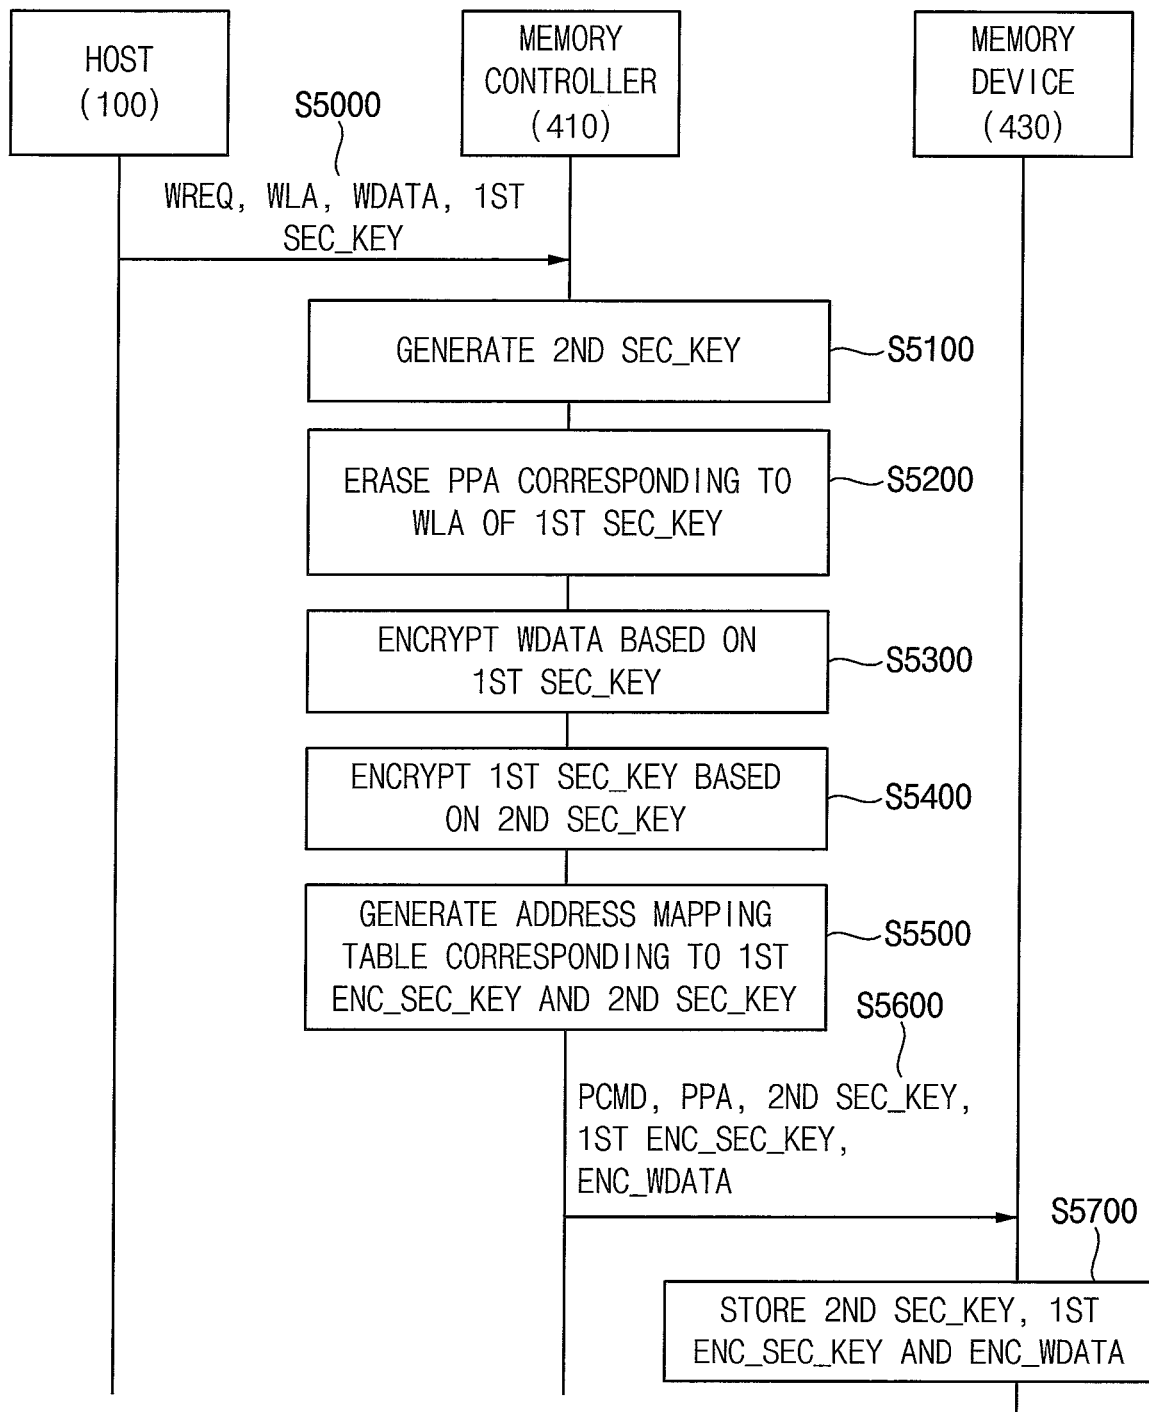 HOST
(100)
MEMORY
CONTROLLER
(410)
MEMORY
DEVICE
(430)
S5000
WREQ, WLA, WDATA, 1ST
SEC_KEY
GENERATE 2ND SEC_KEY
S5100
ERASE PPA CORRESPONDING TO
WLA OF 1ST SEC_KEY
S5200
ENCRYPT WDATA BASED ON
1ST SEC_KEY
S5300
ENCRYPT 1ST SEC_KEY BASED
ON 2ND SEC_KEY
S5400
GENERATE ADDRESS MAPPING
TABLE CORRESPONDING TO 1ST
ENC_SEC_KEY AND 2ND SEC_KEY
S5500
S5600
PCMD, PPA, 2ND SEC_KEY,
1ST ENC_SEC_KEY,
ENC_WDATA
S5700
STORE 2ND SEC_KEY, 1ST
ENC_SEC_KEY AND ENC_WDATA